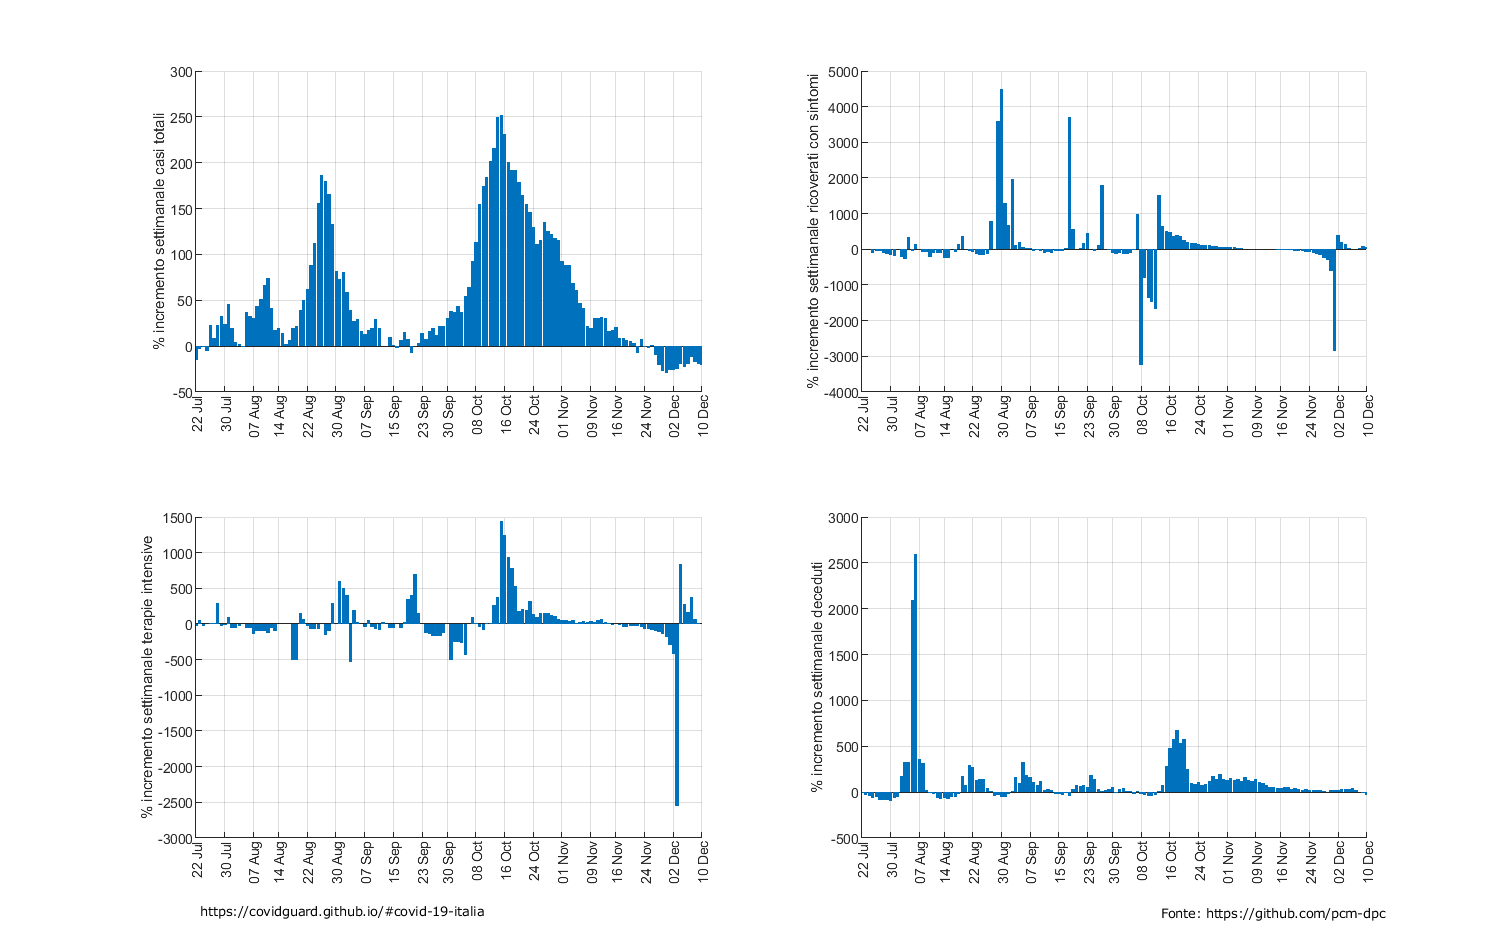 % incremento settimanale casi totali
300
250
200
150
100
50
0
-50
22 Jul
30 Jul
07 Aug
14 Aug
22 Aug
30 Aug
07 Sep
15 Sep
23 Sep
30 Sep
08 Oct
16 Oct
24 Oct
01 Nov
09 Nov
16 Nov
24 Nov
02 Dec
10 Dec
% incremento settimanale ricoverati con sintomi
5000
4000
3000
2000
1000
0
-1000
-2000
-3000
-4000
22 Jul
30 Jul
07 Aug
14 Aug
22 Aug
30 Aug
07 Sep
15 Sep
23 Sep
30 Sep
08 Oct
16 Oct
24 Oct
01 Nov
09 Nov
16 Nov
24 Nov
02 Dec
10 Dec
% incremento settimanale terapie intensive
1500
1000
500
0
-500
-1000
-1500
-2000
-2500
-3000
22 Jul
30 Jul
07 Aug
14 Aug
22 Aug
30 Aug
07 Sep
15 Sep
23 Sep
30 Sep
08 Oct
16 Oct
24 Oct
01 Nov
09 Nov
16 Nov
24 Nov
02 Dec
10 Dec
% incremento settimanale deceduti
3000
2500
2000
1500
1000
500
0
-500
22 Jul
30 Jul
07 Aug
14 Aug
22 Aug
30 Aug
07 Sep
15 Sep
23 Sep
30 Sep
08 Oct
16 Oct
24 Oct
01 Nov
09 Nov
16 Nov
24 Nov
02 Dec
10 Dec
https://covidguard.github.io/#covid-19-italia
Fonte: https://github.com/pcm-dpc